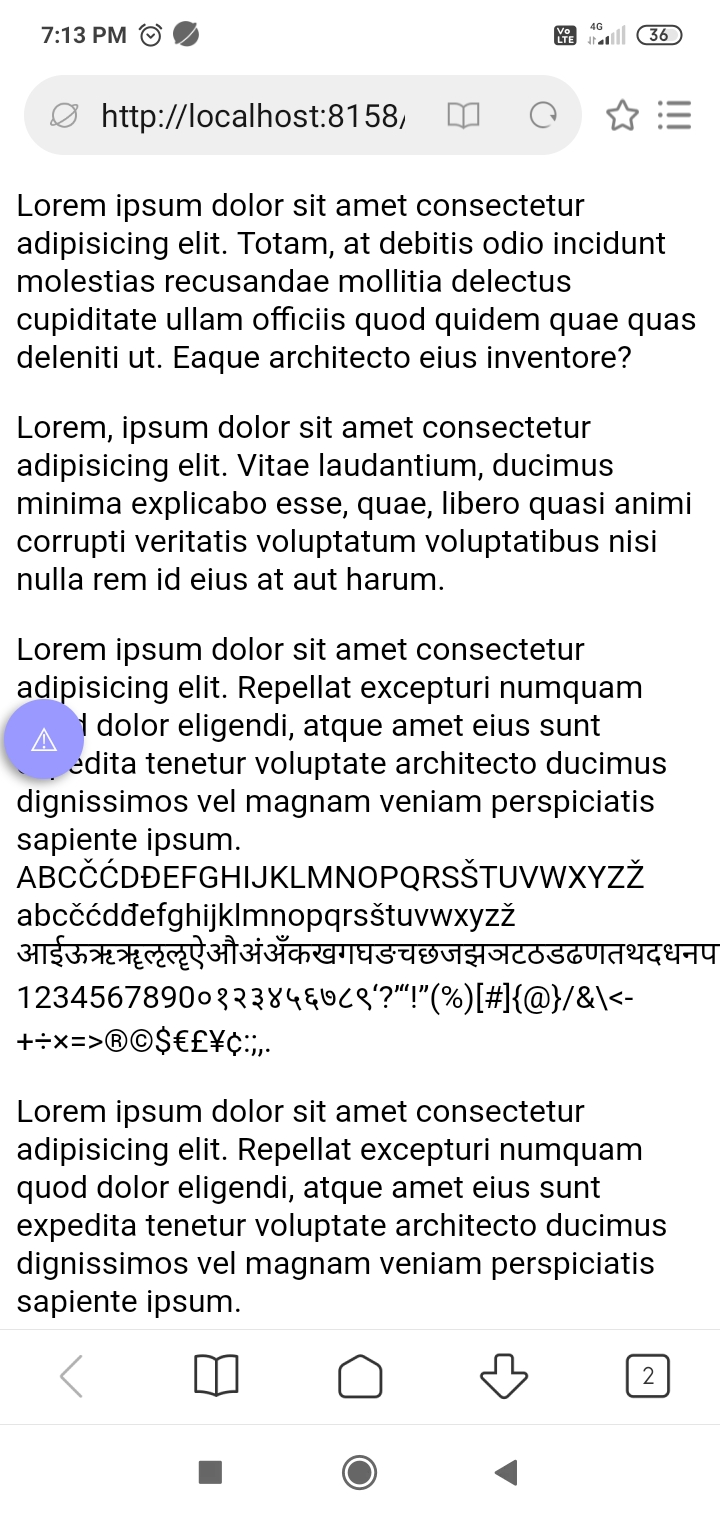 7:13 PM
Vo LTE 4G 36
http://localhost:8158/
Lorem ipsum dolor sit amet consectetur
adipisicing elit. Totam, at debitis odio incidunt
molestias recusandae mollitia delectus
cupiditate ullam officiis quod quidem quae quas
deleniti ut. Eaque architecto eius inventore?
Lorem, ipsum dolor sit amet consectetur
adipisicing elit. Vitae laudantium, ducimus
minima explicabo esse, quae, libero quasi animi
corrupti veritatis voluptatum voluptatibus nisi
nulla rem id eius at aut harum.
Lorem ipsum dolor sit amet consectetur
adipisicing elit. Repellat excepturi numquam
dolor eligendi, atque amet eius sunt
tenetur voluptate architecto ducimus
dignissimos vel magnam veniam perspiciatis
sapiente ipsum.
ABCČĆDĐEFGHIJKLMNOPQRSŠTUVWXYZŽ
abcčćdđefghijklmnopqrsštuvwxyzž
आईऊऋॠऌॡऐऔअंअँकखगघङचछजझञटठडढणतथदधनप
1234567890०१२३४५६७८९‘?’“!”(%)[#]{@}/&\<-
+÷×=>®©$€£¥¢:;,.
Lorem ipsum dolor sit amet consectetur
adipisicing elit. Repellat excepturi numquam
quod dolor eligendi, atque amet eius sunt
expedita tenetur voluptate architecto ducimus
dignissimos vel magnam veniam perspiciatis
sapiente ipsum.
2